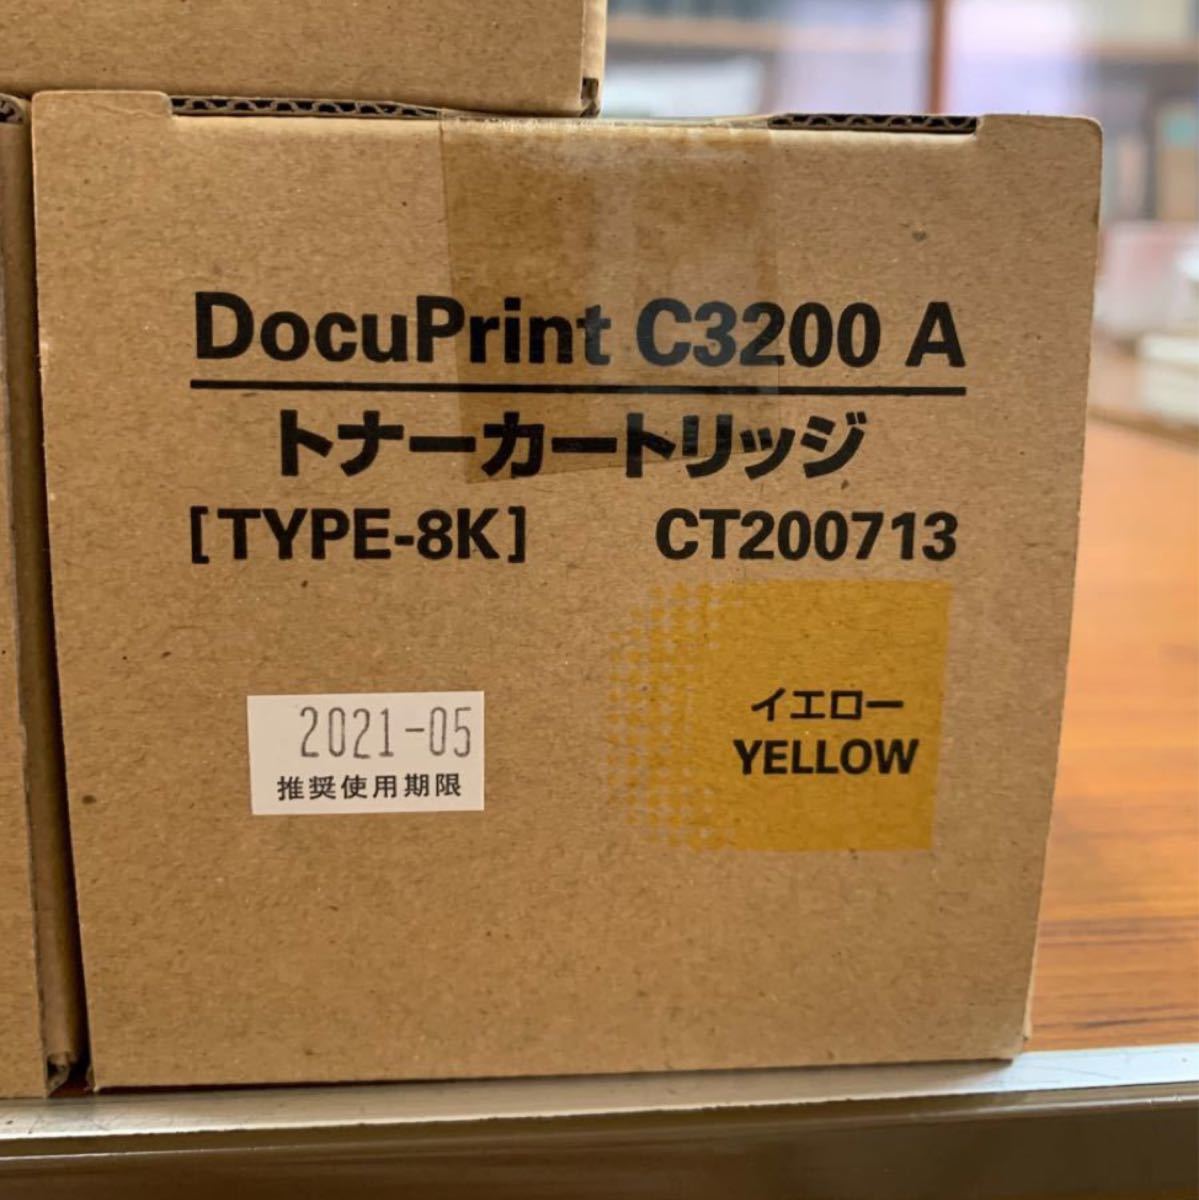 DocuPrint C3200 A
トナーカートリッジ
[TYPE-8K] CT200713
イエロー
YELLOW
2021-05
推奨使用期限